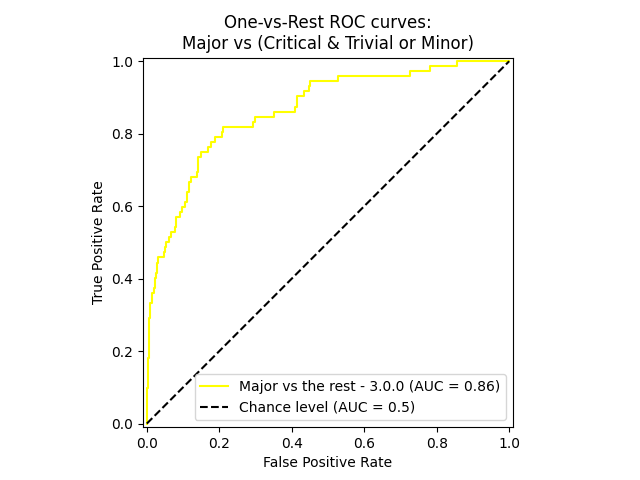 One-vs-Rest ROC curves:
Major vs (Critical & Trivial or Minor)
True Positive Rate
1.0
0.8
0.6
0.4
0.2
0.0
Major vs the rest - 3.0.0 (AUC = 0.86)
Chance level (AUC = 0.5)
0.0 0.2 0.4 0.6 0.8 1.0
False Positive Rate